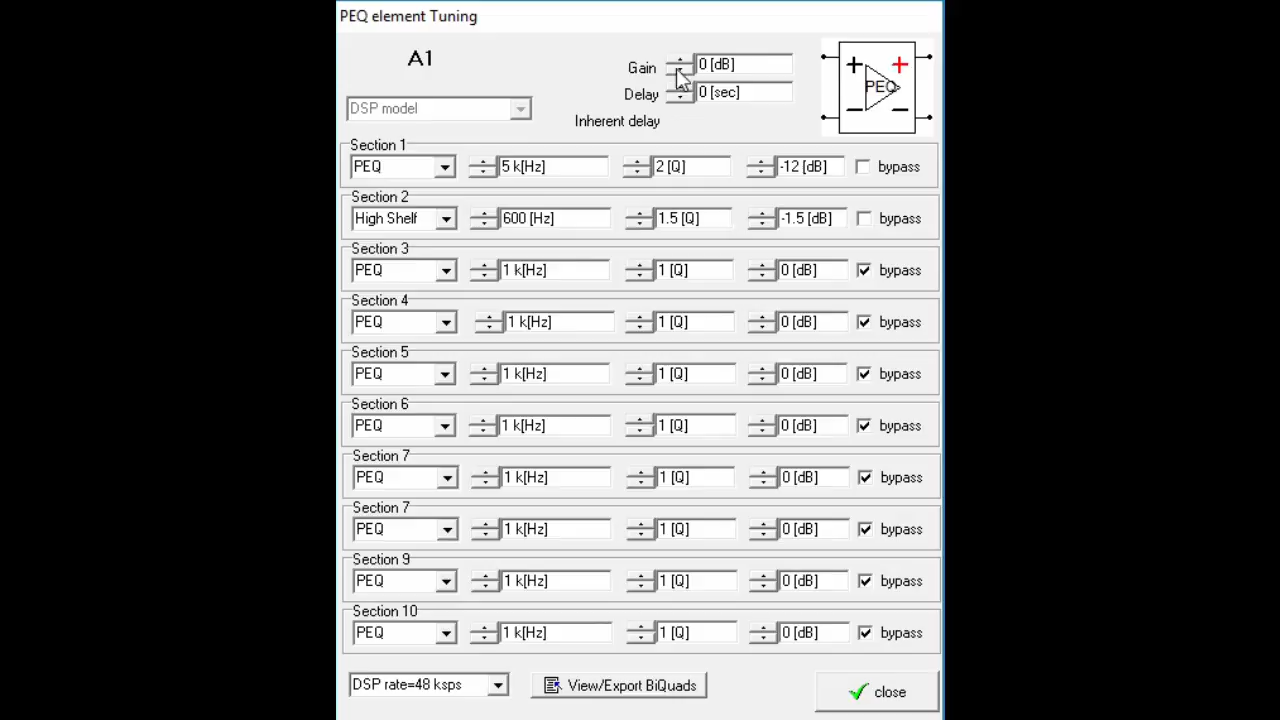 PEQ element Tuning
A1
Gain 0 [dB]
Delay 0 [sec]
DSP model
Inherent delay
+ + PEQ − −
Section 1
PEQ 5 k[Hz] 2 [Q] -12 [dB] bypass
Section 2
High Shelf 600 [Hz] 1.5 [Q] -1.5 [dB] bypass
Section 3
PEQ 1 k[Hz] 1 [Q] 0 [dB] bypass
Section 4
PEQ 1 k[Hz] 1 [Q] 0 [dB] bypass
Section 5
PEQ 1 k[Hz] 1 [Q] 0 [dB] bypass
Section 6
PEQ 1 k[Hz] 1 [Q] 0 [dB] bypass
Section 7
PEQ 1 k[Hz] 1 [Q] 0 [dB] bypass
Section 7
PEQ 1 k[Hz] 1 [Q] 0 [dB] bypass
Section 9
PEQ 1 k[Hz] 1 [Q] 0 [dB] bypass
Section 10
PEQ 1 k[Hz] 1 [Q] 0 [dB] bypass
DSP rate=48 ksps View/Export BiQuads close